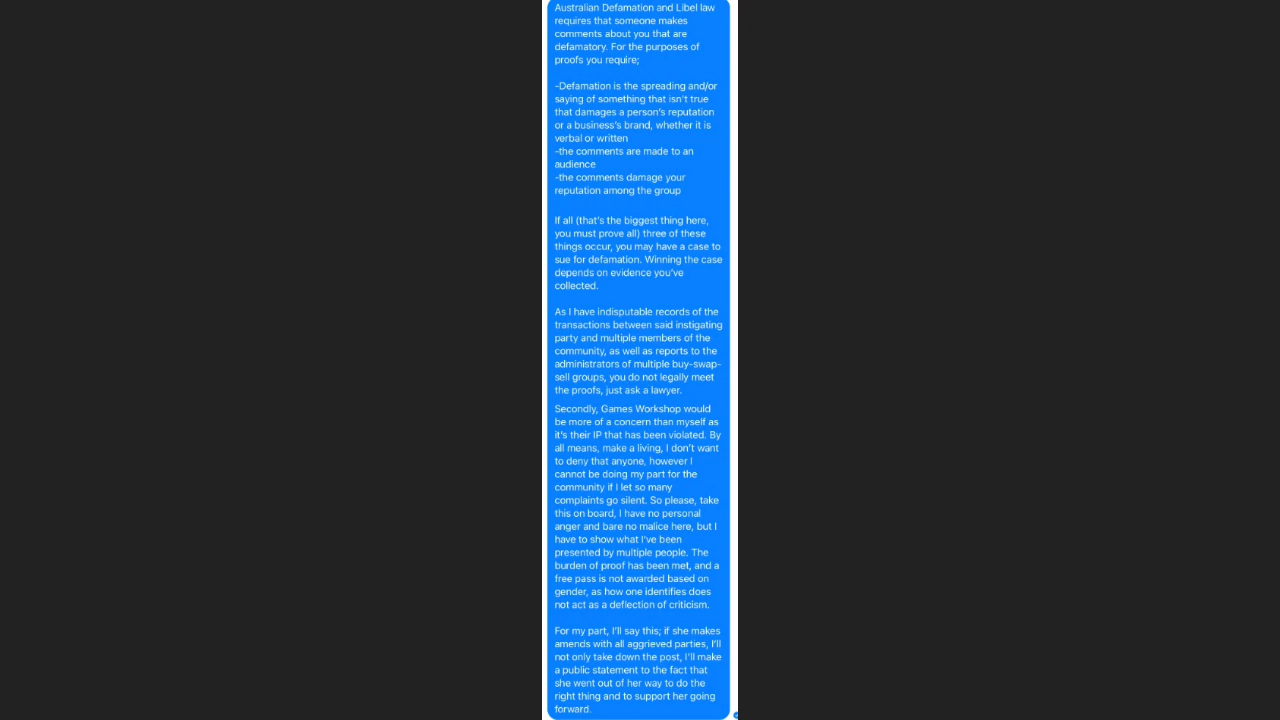 Australian Defamation and Libel law
requires that someone makes
comments about you that are
defamatory. For the purposes of
proofs you require;
-Defamation is the spreading and/or
saying of something that isn't true
that damages a person's reputation
or a business's brand, whether it is
verbal or written
-the comments are made to an
audience
-the comments damage your
reputation among the group
If all (that's the biggest thing here,
you must prove all) three of these
things occur, you may have a case to
sue for defamation. Winning the case
depends on evidence you've
collected.
As I have indisputable records of the
transactions between said instigating
party and multiple members of the
community, as well as reports to the
administrators of multiple buy-swap-
sell groups, you do not legally meet
the proofs, just ask a lawyer.
Secondly, Games Workshop would
be more of a concern than myself as
it's their IP that has been violated. By
all means, make a living, I don't want
to deny that anyone, however I
cannot be doing my part for the
community if I let so many
complaints go silent. So please, take
this on board, I have no personal
anger and bare no malice here, but I
have to show what I've been
presented by multiple people. The
burden of proof has been met, and a
free pass is not awarded based on
gender, as how one identifies does
not act as a deflection of criticism.
For my part, I'll say this; if she makes
amends with all aggrieved parties, I'll
not only take down the post, I'll make
a public statement to the fact that
she went out of her way to do the
right thing and to support her going
forward.